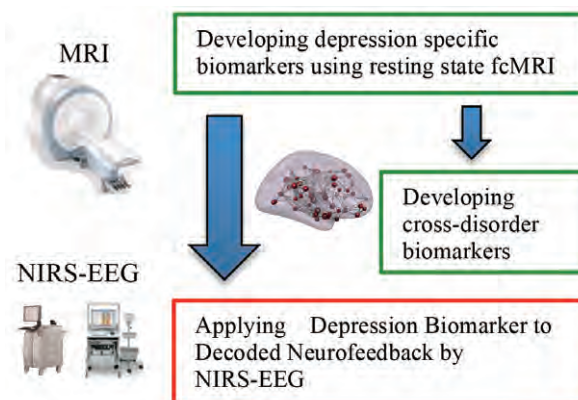 MRI
Developing depression specific
biomarkers using resting state fcMRI
Developing
cross-disorder
biomarkers
NIRS-EEG
Applying Depression Biomarker to
Decoded Neurofeedback by
NIRS-EEG